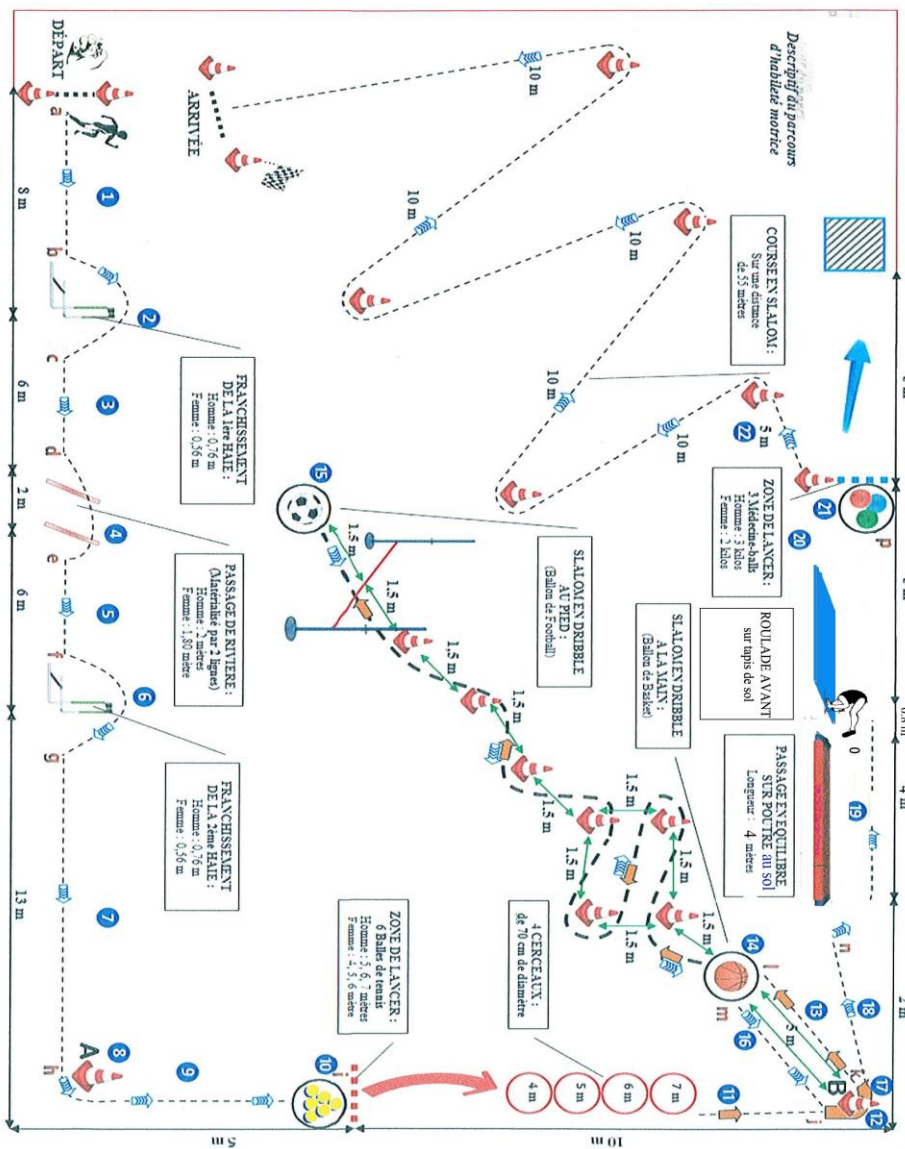 Descriptif du parcours
d'habileté motrice
DÉPART
ARRIVÉE
10 m
10 m
10 m
10 m
10 m
10 m
5 m
COURSE EN SLALOM :
Sur une distance
de 55 mètres
ZONE DE LANCER :
3 Médecine-balls
Homme : 3 kilos
Femme : 2 kilos
ROULADE AVANT
sur tapis de sol
PASSAGE EN EQUILIBRE
SUR POUTRE au sol
Longueur : 4 mètres
SLALOM EN DRIBBLE
AU PIED :
(Ballon de Football)
SLALOM EN DRIBBLE
A LA MAIN :
(Ballon de Basket)
FRANCHISSEMENT
DE LA 1ère HAIE :
Homme : 0,76 m
Femme : 0,56 m
PASSAGE DE RIVIERE :
(Matérialisé par 2 lignes)
Homme : 2 mètres
Femme : 1,80 mètre
FRANCHISSEMENT
DE LA 2ème HAIE :
Homme : 0,76 m
Femme : 0,56 m
ZONE DE LANCER :
6 Balles de tennis
Homme : 5, 6, 7 mètres
Femme : 4, 5, 6 mètre
4 CERCEAUX :
de 70 cm de diamètre
4 m
5 m
6 m
7 m
1.5 m
1.5 m
1,5 m
1.5 m
1.5 m
1.5 m
1.5 m
1.5 m
1.5 m
1.5 m
5 m
a
b
c
d
e
f
g
h
i
j
k
l
m
n
o
p
A
B
1
2
3
4
5
6
7
8
9
10
11
12
13
14
15
16
17
18
19
20
21
22
8 m
6 m
2 m
6 m
13 m
5 m
10 m
4 m
2 m